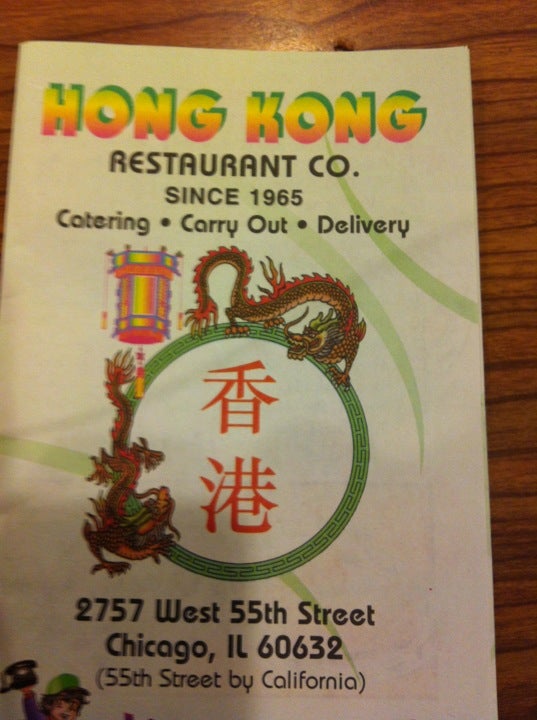 HONG KONG
RESTAURANT CO.
SINCE 1965
Catering • Carry Out • Delivery
香
港
2757 West 55th Street
Chicago, IL 60632
(55th Street by California)